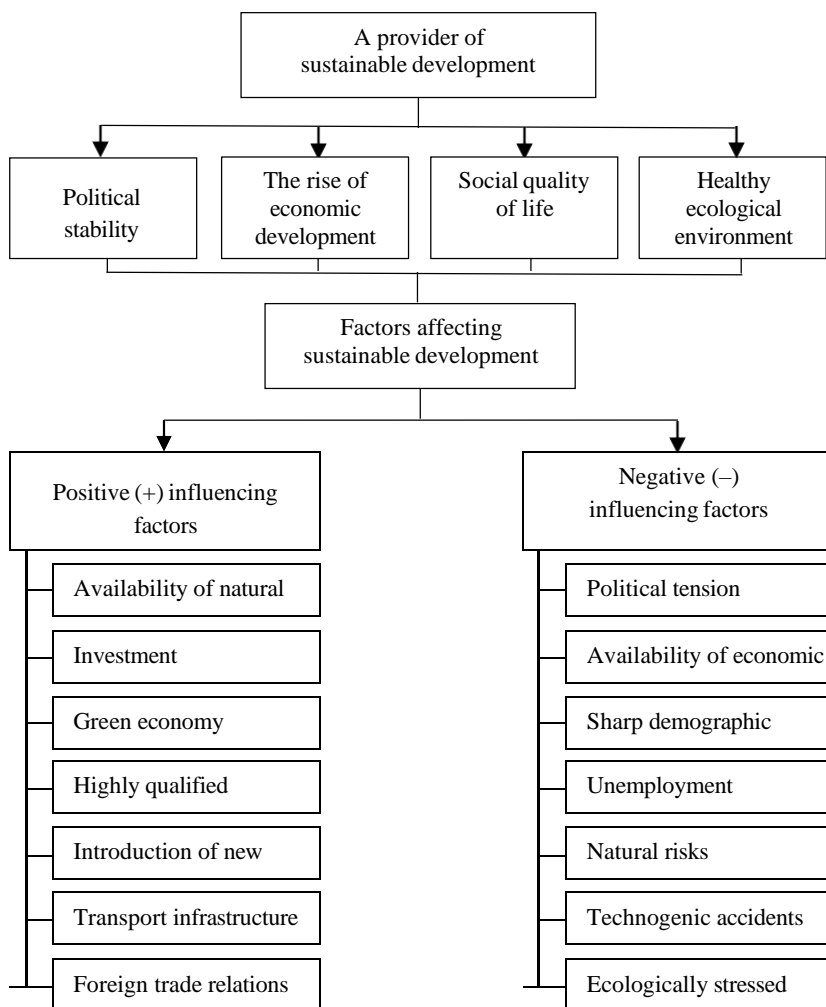 A provider of
sustainable development
Political
stability
The rise of
economic
development
Social quality
of life
Healthy
ecological
environment
Factors affecting
sustainable development
Positive (+) influencing
factors
Availability of natural
Investment
Green economy
Highly qualified
Introduction of new
Transport infrastructure
Foreign trade relations
Negative (–)
influencing factors
Political tension
Availability of economic
Sharp demographic
Unemployment
Natural risks
Technogenic accidents
Ecologically stressed